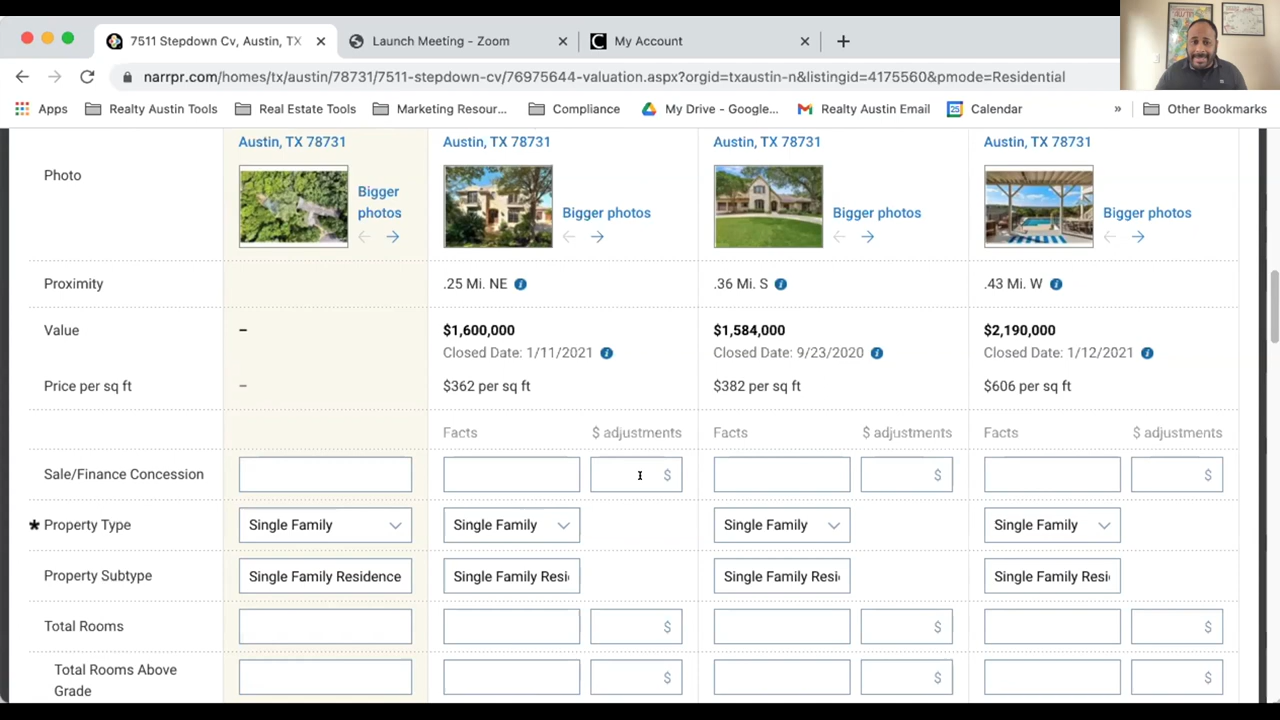 7511 Stepdown Cv, Austin, TX
Launch Meeting - Zoom
My Account
narrpr.com/homes/tx/austin/78731/7511-stepdown-cv/76975644-valuation.aspx?orgid=txaustin-n&listingid=4175560&pmode=Residential
Apps Realty Austin Tools Real Estate Tools Marketing Resour... Compliance My Drive - Google... Realty Austin Email Calendar » Other Bookmarks
Austin, TX 78731 Austin, TX 78731 Austin, TX 78731 Austin, TX 78731
Photo Bigger photos Bigger photos Bigger photos Bigger photos
Proximity .25 Mi. NE .36 Mi. S .43 Mi. W
Value – $1,600,000 $1,584,000 $2,190,000
Closed Date: 1/11/2021 Closed Date: 9/23/2020 Closed Date: 1/12/2021
Price per sq ft – $362 per sq ft $382 per sq ft $606 per sq ft
Facts $ adjustments Facts $ adjustments Facts $ adjustments
Sale/Finance Concession $ $ $
* Property Type Single Family Single Family Single Family Single Family
Property Subtype Single Family Residence Single Family Resi Single Family Resi Single Family Resi
Total Rooms $ $ $
Total Rooms Above Grade $ $ $